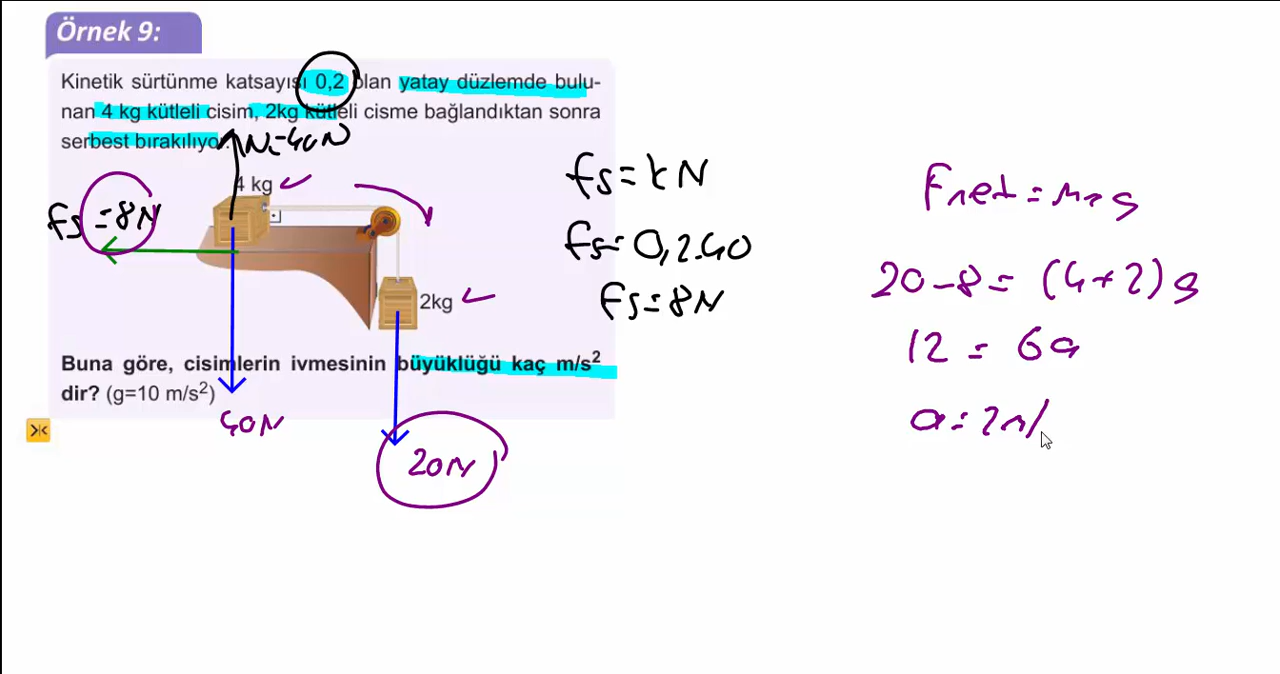 Örnek 9:
Kinetik sürtünme katsayısı 0,2 olan yatay düzlemde bulu-
nan 4 kg kütleli cisim, 2kg kütleli cisme bağlandıktan sonra
serbest bırakılıyor.
N=40N
4 kg
fs=8N
2kg
Buna göre, cisimlerin ivmesinin büyüklüğü kaç m/s²
dir? (g=10 m/s²)
40N
20N
fs=kN
fs=0,2.40
fs=8N
Fnet=
20-8=(4+2)a
12=6a
a=2m/